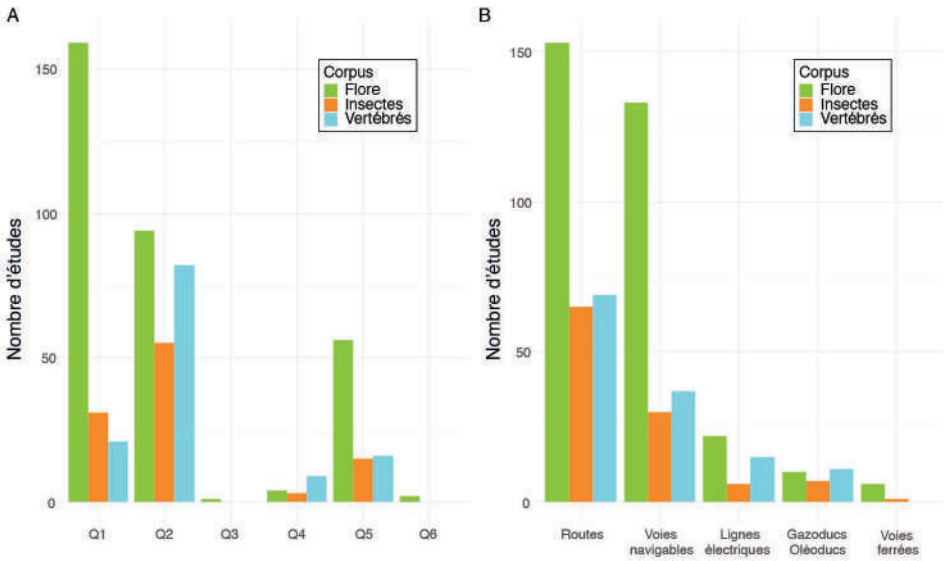 A
Nombre d'études
150
100
50
0
Corpus
Flore
Insectes
Vertébrés
Q1 Q2 Q3 Q4 Q5 Q6
B
Nombre d'études
150
100
50
0
Corpus
Flore
Insectes
Vertébrés
Routes Voies Lignes Gazoducs Voies
navigables électriques Oléoducs ferrées